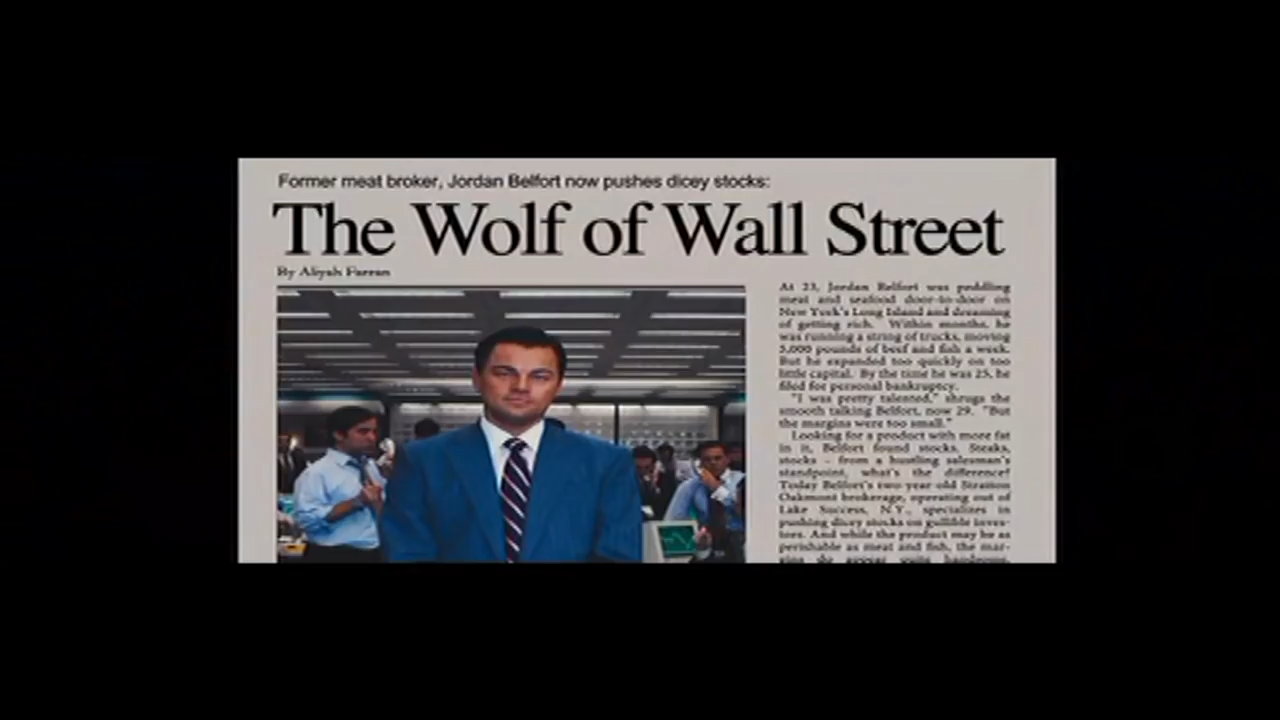 Former meat broker, Jordan Belfort now pushes dicey stocks:
The Wolf of Wall Street
By Aliyah Farran
At 23, Jordan Belfort was peddling
meat and seafood door-to-door on
New York's Long Island and dreaming
of getting rich. Within months, he
was running a string of trucks, moving
5,000 pounds of beef and fish a week.
But he expanded too quickly on too
little capital. By the time he was 25, he
filed for personal bankruptcy.
"I was pretty talented," shrugs the
smooth talking Belfort, now 29. "But
the margins were too small."
Looking for a product with more fat
in it, Belfort found stocks. Steaks,
stocks – from a hustling salesman's
standpoint, what's the difference?
Today Belfort's two year old Stratton
Oakmont brokerage, operating out of
Lake Success, N.Y., specializes in
pushing dicey stocks on gullible inves-
tors. And while the product may be as
perishable as meat and fish, the mar-
gins do appear quite handsome.